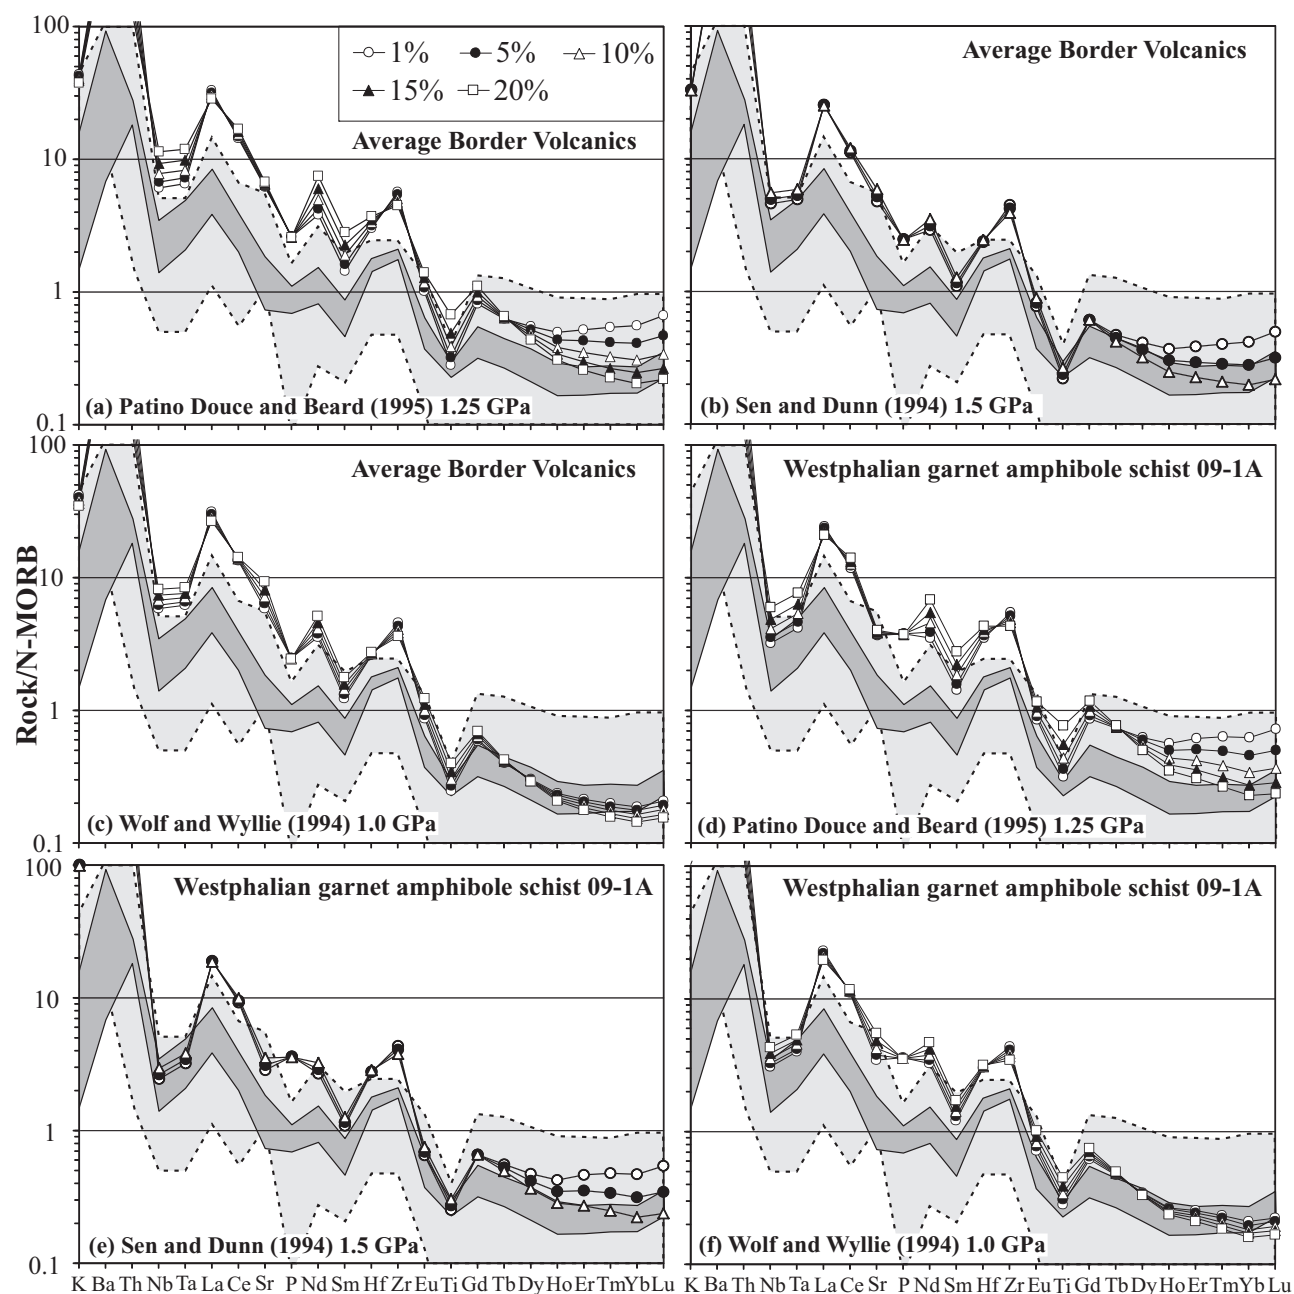 100
10
1
0.1
1% 5% 10%
15% 20%
Average Border Volcanics
(a) Patino Douce and Beard (1995) 1.25 GPa
Average Border Volcanics
(b) Sen and Dunn (1994) 1.5 GPa
Rock/N-MORB
100
10
1
0.1
Average Border Volcanics
(c) Wolf and Wyllie (1994) 1.0 GPa
Westphalian garnet amphibole schist 09-1A
(d) Patino Douce and Beard (1995) 1.25 GPa
100
10
1
0.1
Westphalian garnet amphibole schist 09-1A
(e) Sen and Dunn (1994) 1.5 GPa
Westphalian garnet amphibole schist 09-1A
(f) Wolf and Wyllie (1994) 1.0 GPa
K Ba Th Nb Ta La Ce Sr P Nd Sm Hf Zr Eu Ti Gd Tb Dy Ho Er Tm Yb Lu
K Ba Th Nb Ta La Ce Sr P Nd Sm Hf Zr Eu Ti Gd Tb Dy Ho Er Tm Yb Lu